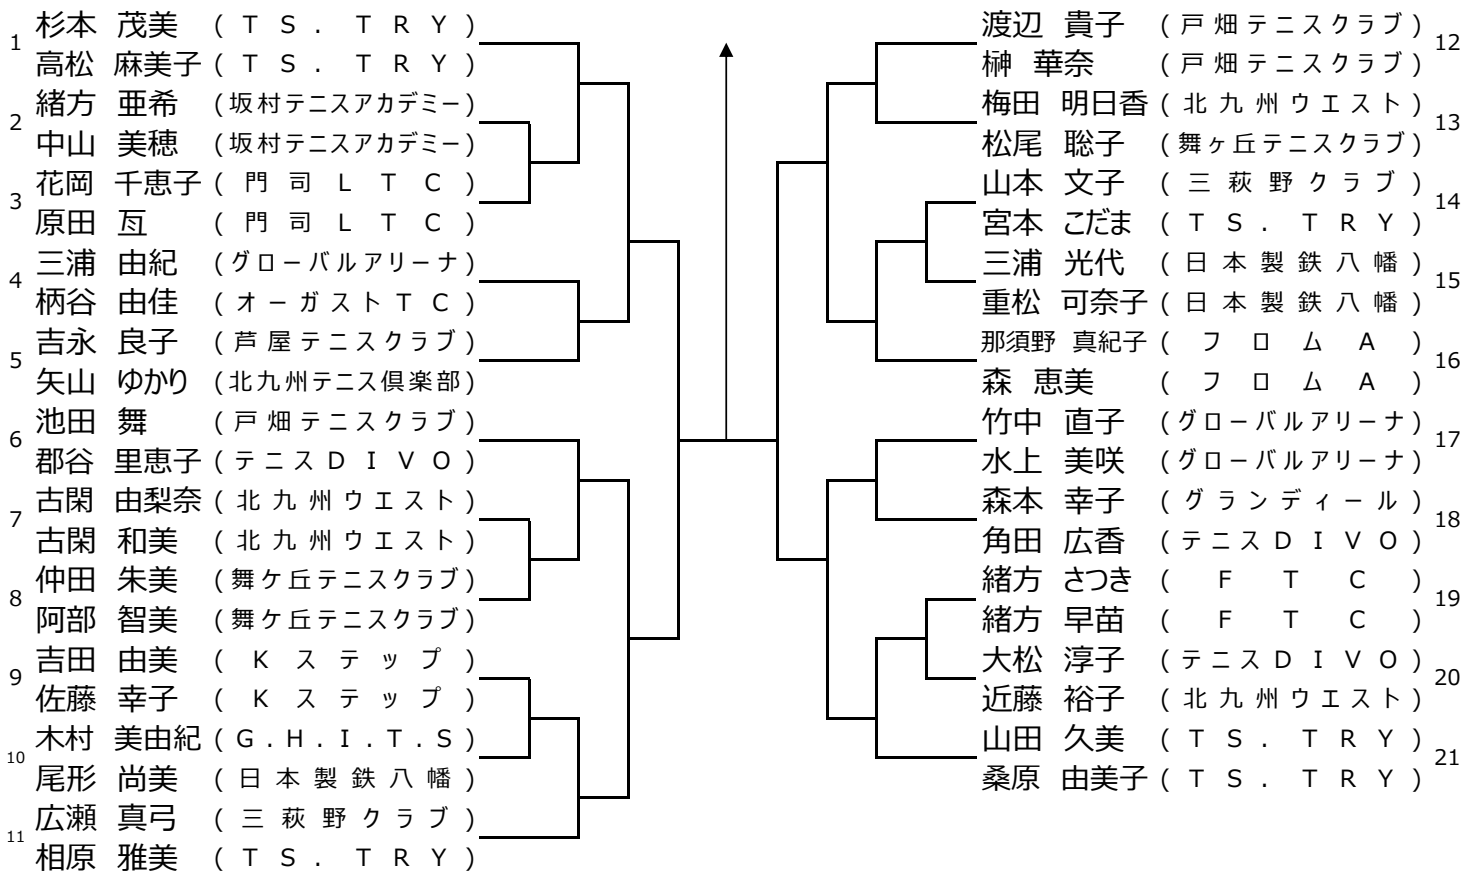 1 杉本 茂美 (TS. TRY)
高松 麻美子 (TS. TRY)
2 緒方 亜希 (坂村テニスアカデミー)
中山 美穂 (坂村テニスアカデミー)
3 花岡 千恵子 (門司LTC)
原田 亙 (門司LTC)
4 三浦 由紀 (グローバルアリーナ)
柄谷 由佳 (オーガストTC)
5 吉永 良子 (芦屋テニスクラブ)
矢山 ゆかり (北九州テニス倶楽部)
6 池田 舞 (戸畑テニスクラブ)
郡谷 里恵子 (テニスDIVO)
7 古閑 由梨奈 (北九州ウエスト)
古閑 和美 (北九州ウエスト)
8 仲田 朱美 (舞ケ丘テニスクラブ)
阿部 智美 (舞ケ丘テニスクラブ)
9 吉田 由美 (Kステップ)
佐藤 幸子 (Kステップ)
10 木村 美由紀 (G.H.I.T.S)
尾形 尚美 (日本製鉄八幡)
11 広瀬 真弓 (三萩野クラブ)
相原 雅美 (TS. TRY)
渡辺 貴子 (戸畑テニスクラブ) 12
榊 華奈 (戸畑テニスクラブ)
梅田 明日香 (北九州ウエスト) 13
松尾 聡子 (舞ヶ丘テニスクラブ)
山本 文子 (三萩野クラブ) 14
宮本 こだま (TS. TRY)
三浦 光代 (日本製鉄八幡) 15
重松 可奈子 (日本製鉄八幡)
那須野 真紀子 (フロムA) 16
森 恵美 (フロムA)
竹中 直子 (グローバルアリーナ) 17
水上 美咲 (グローバルアリーナ)
森本 幸子 (グランディール) 18
角田 広香 (テニスDIVO)
緒方 さつき (FTC) 19
緒方 早苗 (FTC)
大松 淳子 (テニスDIVO) 20
近藤 裕子 (北九州ウエスト)
山田 久美 (TS. TRY) 21
桑原 由美子 (TS. TRY)